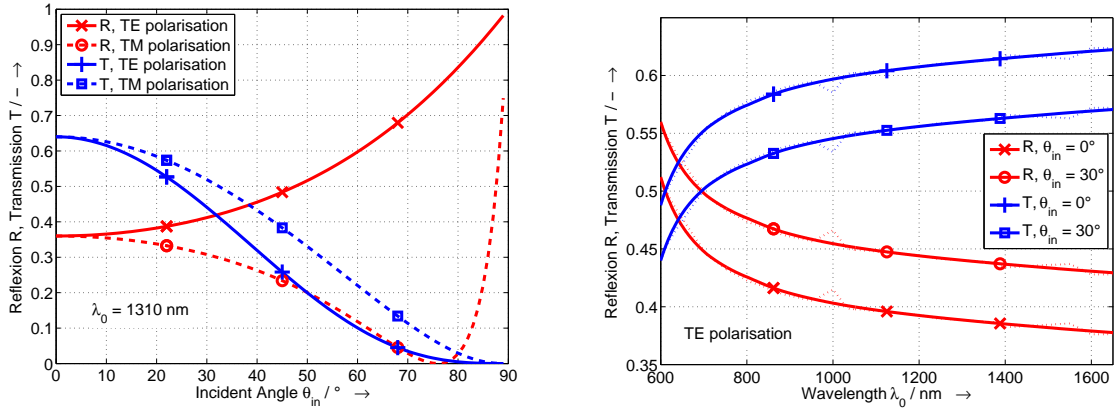 Reflexion R, Transmission T / − →
1
0.9
0.8
0.7
0.6
0.5
0.4
0.3
0.2
0.1
0
R, TE polarisation
R, TM polarisation
T, TE polarisation
T, TM polarisation
λ0 = 1310 nm
0 10 20 30 40 50 60 70 80 90
Incident Angle θin / ° →
Reflexion R, Transmission T / − →
0.6
0.55
0.5
0.45
0.4
0.35
R, θin = 0°
R, θin = 30°
T, θin = 0°
T, θin = 30°
TE polarisation
600 800 1000 1200 1400 1600
Wavelength λ0 / nm →